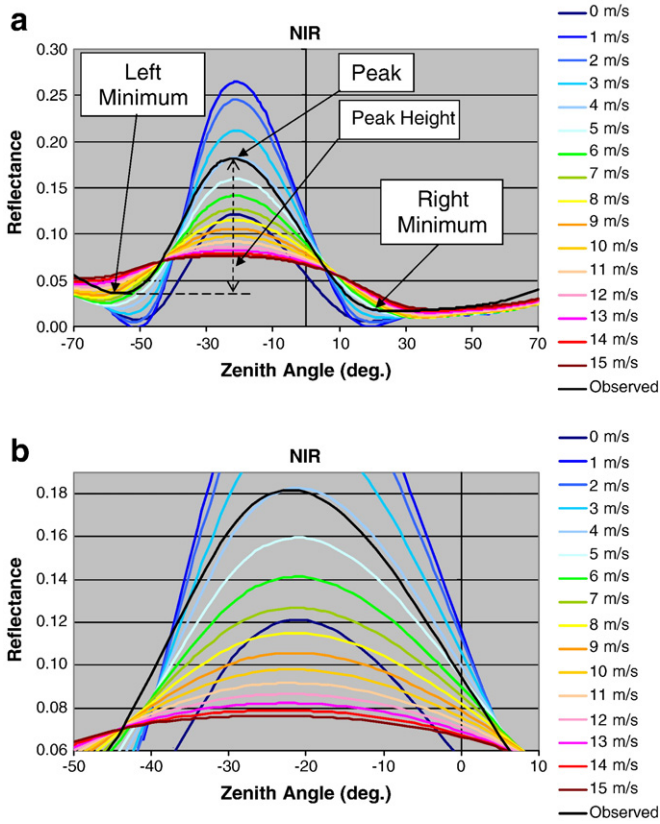 a
NIR
0.30
0.25
0.20
0.15
0.10
0.05
0.00
Reflectance
Left
Minimum
Peak
Peak Height
Right
Minimum
-70
-50
-30
-10
10
30
50
70
Zenith Angle (deg.)
0 m/s
1 m/s
2 m/s
3 m/s
4 m/s
5 m/s
6 m/s
7 m/s
8 m/s
9 m/s
10 m/s
11 m/s
12 m/s
13 m/s
14 m/s
15 m/s
Observed
b
NIR
0.18
0.16
0.14
0.12
0.10
0.08
0.06
Reflectance
-50
-40
-30
-20
-10
0
10
Zenith Angle (deg.)
0 m/s
1 m/s
2 m/s
3 m/s
4 m/s
5 m/s
6 m/s
7 m/s
8 m/s
9 m/s
10 m/s
11 m/s
12 m/s
13 m/s
14 m/s
15 m/s
Observed